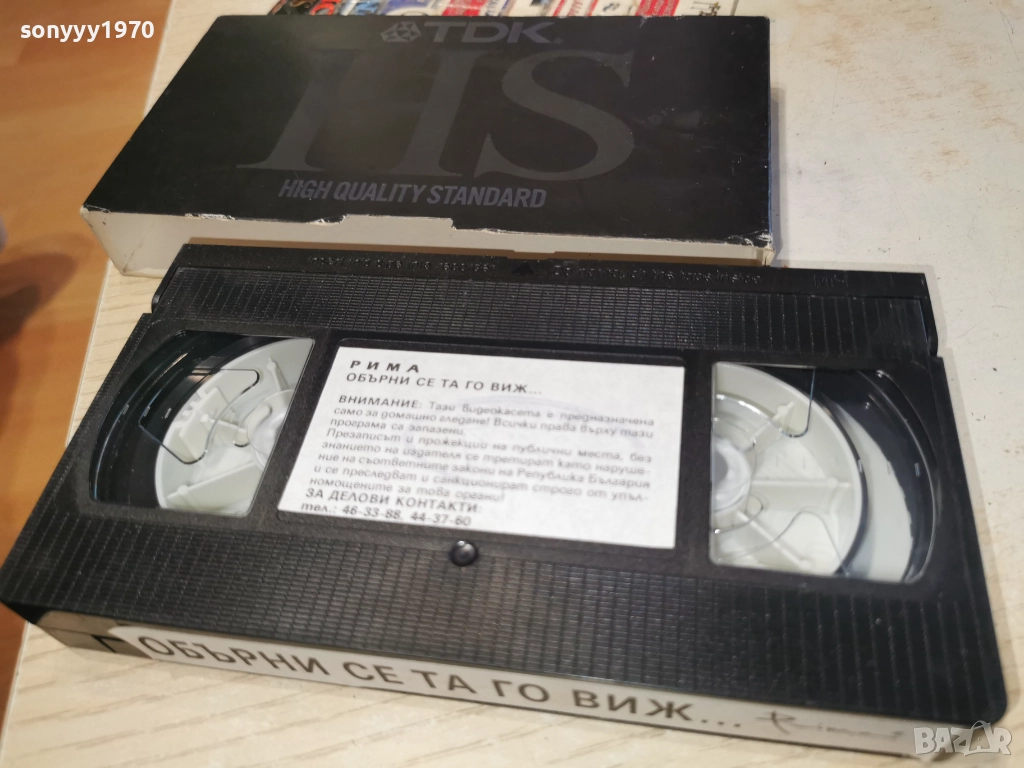 sonyyy1970
TDK
HS
HIGH QUALITY STANDARD
РИМА
ОБЪРНИ СЕ ТА ГО ВИЖ...
ВНИМАНИЕ: Тази видеокасета е предназначена
само за домашно гледане! Всички права върху тази
програма са запазени.
Презаписът и прожекции на публични места, без
знанието на издателя се третират като наруше-
ние на съответните закони на Република България
и се преследват и санкционират строго от упъл-
номощените за това органи!
ЗА ДЕЛОВИ КОНТАКТИ:
тел.: 46-33-88, 44-37-60
ОБЪРНИ СЕ ТА ГО ВИЖ...
BAZAR